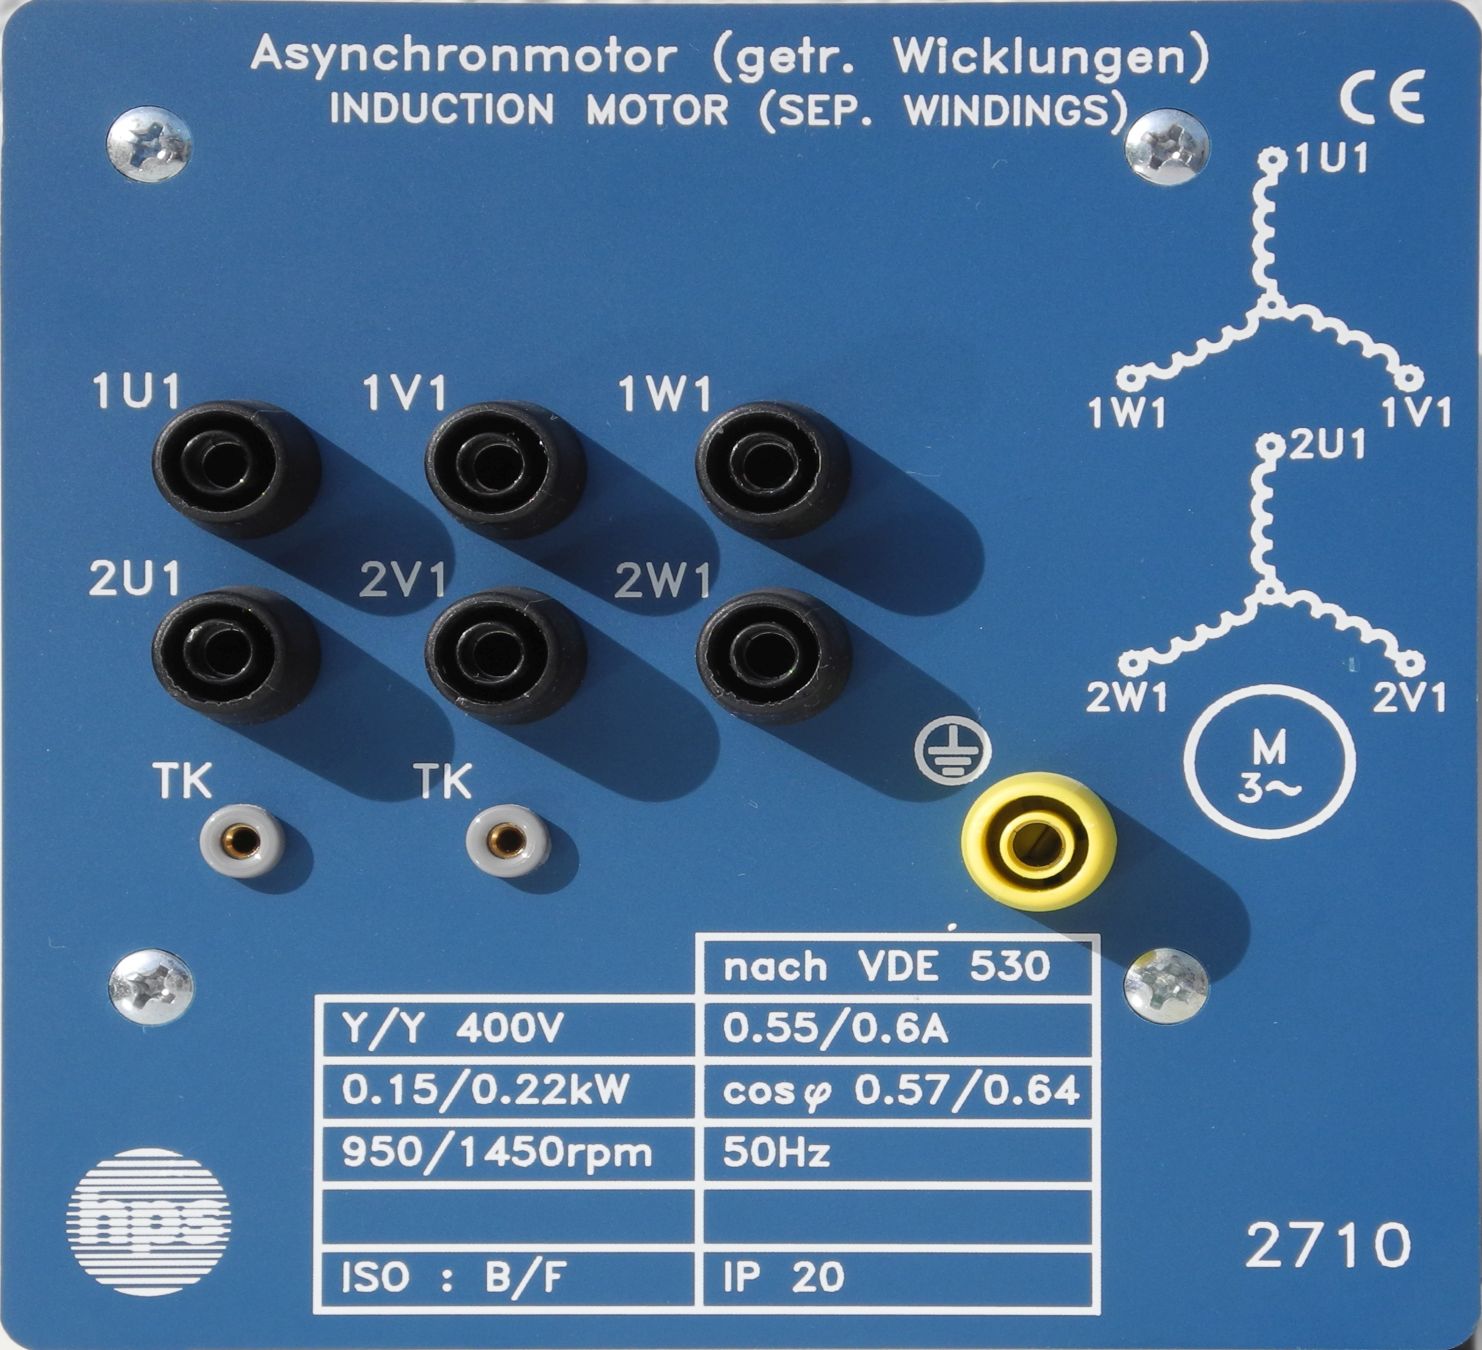 Asynchronmotor (getr. Wicklungen)
INDUCTION MOTOR (SEP. WINDINGS)
CE
1U1
1W1 1V1
2U1
2W1 2V1
M
3~
1U1 1V1 1W1
2U1 2V1 2W1
TK TK
nach VDE 530
Y/Y 400V 0.55/0.6A
0.15/0.22kW cosφ 0.57/0.64
950/1450rpm 50Hz
ISO : B/F IP 20
hps
2710